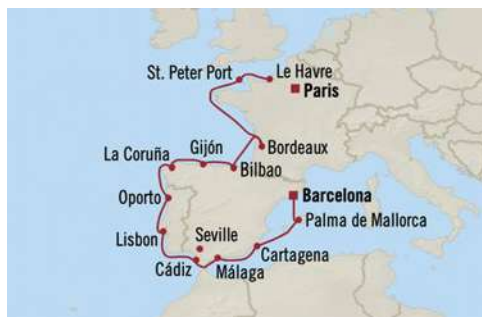 St. Peter Port
Le Havre
Paris
Bordeaux
Gijón
La Coruña
Bilbao
Oporto
Barcelona
Palma de Mallorca
Lisbon
Seville
Cartagena
Cádiz
Málaga